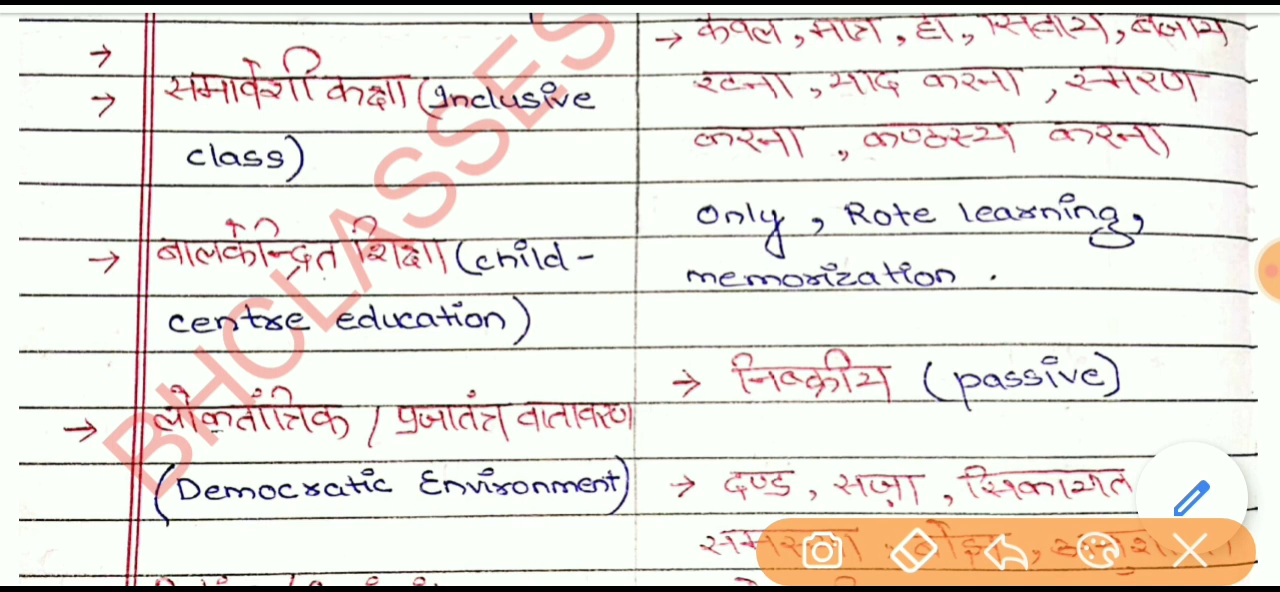 समावेशी कक्षा (Inclusive
class)
बालकेन्द्रित शिक्षा (child-
centre education)
लोकतांत्रिक / प्रजातंत्र वातावरण
(Democratic Environment)
→ केवल, मात्र, ही, सिवाय, बजाय
रटना, याद करना, स्मरण
करना, कण्ठस्थ करना
Only, Rote learning,
memorization.
→ निष्क्रीय (passive)
→ दण्ड, सज़ा, सिकायत
BHCLASSES